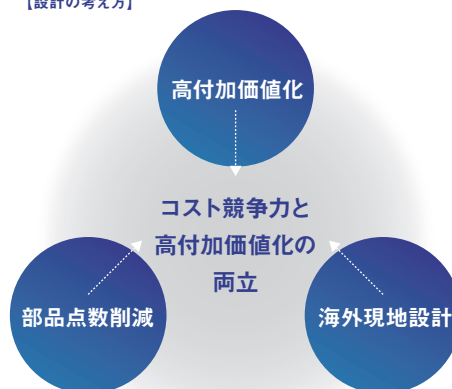 【設計の考え方】
高付加価値化
コスト競争力と
高付加価値化の
両立
部品点数削減
海外現地設計